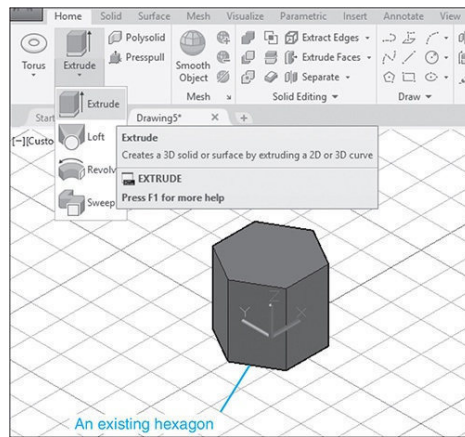 Home Solid Surface Mesh Visualize Parametric Insert Annotate View
Torus
Extrude
Polysolid
Presspull
Smooth
Object
Extract Edges
Extrude Faces
Separate
Mesh
Solid Editing
Draw
Extrude
Loft
Revolv
Sweep
Star
Drawing5*
[−][Custo
Extrude
Creates a 3D solid or surface by extruding a 2D or 3D curve
EXTRUDE
Press F1 for more help
Z
Y
X
An existing hexagon